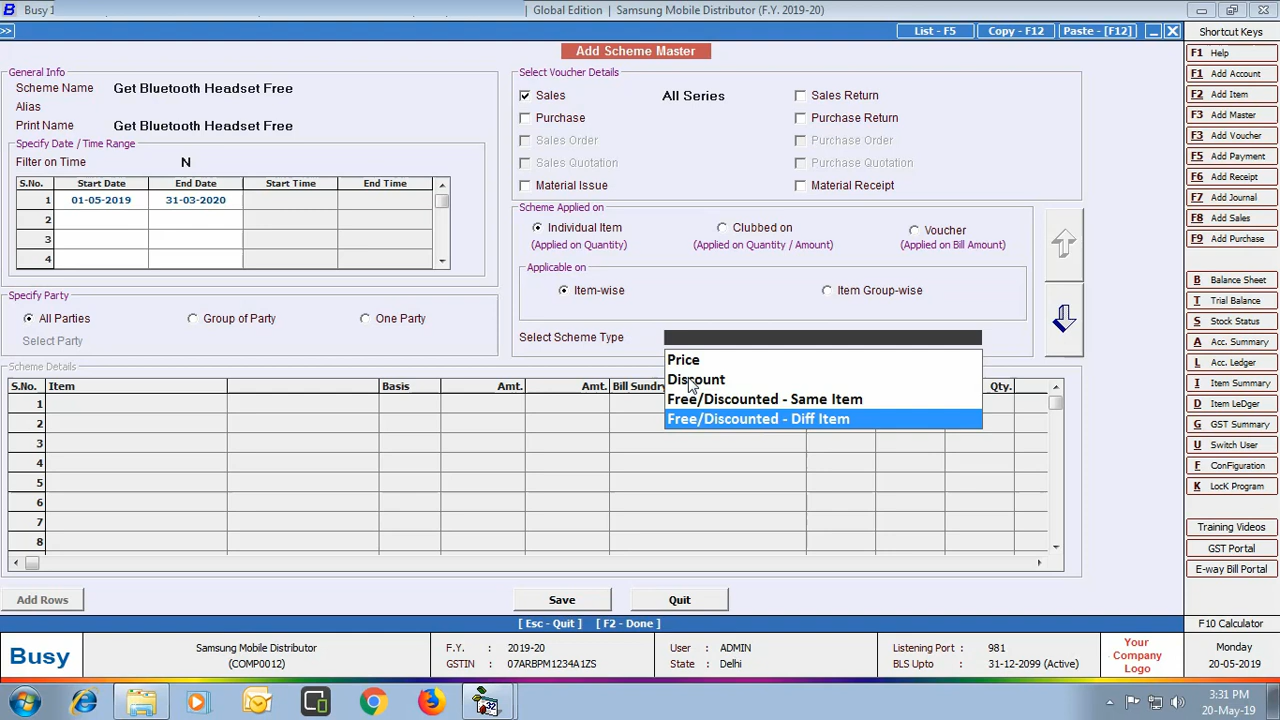 Busy 1 | Global Edition | Samsung Mobile Distributor (F.Y. 2019-20)
>> List - F5 Copy - F12 Paste - [F12]
Add Scheme Master
General Info
Scheme Name Get Bluetooth Headset Free
Alias
Print Name Get Bluetooth Headset Free
Specify Date / Time Range
Filter on Time N
S.No. Start Date End Date Start Time End Time
1 01-05-2019 31-03-2020
2
3
4
Specify Party
All Parties Group of Party One Party
Select Party
Select Voucher Details
Sales All Series Sales Return
Purchase Purchase Return
Sales Order Purchase Order
Sales Quotation Purchase Quotation
Material Issue Material Receipt
Scheme Applied on
Individual Item Clubbed on Voucher
(Applied on Quantity) (Applied on Quantity / Amount) (Applied on Bill Amount)
Applicable on
Item-wise Item Group-wise
Select Scheme Type
Price
Discount
Free/Discounted - Same Item
Free/Discounted - Diff Item
Scheme Details
S.No. Item Basis Amt. Amt. Bill Sundry Qty.
1
2
3
4
5
6
7
8
Add Rows Save Quit
[ Esc - Quit ] [ F2 - Done ]
Shortcut Keys
F1 Help
F1 Add Account
F2 Add Item
F3 Add Master
F3 Add Voucher
F5 Add Payment
F6 Add Receipt
F7 Add Journal
F8 Add Sales
F9 Add Purchase
B Balance Sheet
T Trial Balance
S Stock Status
A Acc. Summary
L Acc. Ledger
I Item Summary
D Item LeDger
G GST Summary
U Switch User
F ConFiguration
K LocK Program
Training Videos
GST Portal
E-way Bill Portal
F10 Calculator
Busy
Samsung Mobile Distributor
(COMP0012)
F.Y. : 2019-20
GSTIN : 07ARBPM1234A1ZS
User : ADMIN
State : Delhi
Listening Port : 981
BLS Upto : 31-12-2099 (Active)
Your
Company
Logo
Monday
20-05-2019
32
3:31 PM
20-May-19